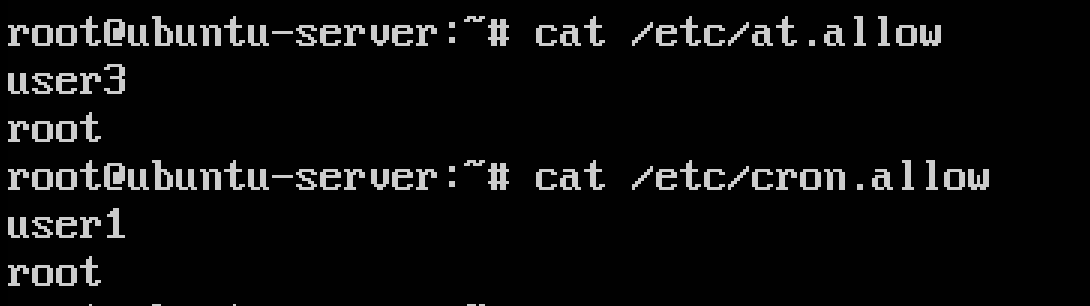 root@ubuntu-server:~# cat /etc/at.allow
user3
root
root@ubuntu-server:~# cat /etc/cron.allow
user1
root